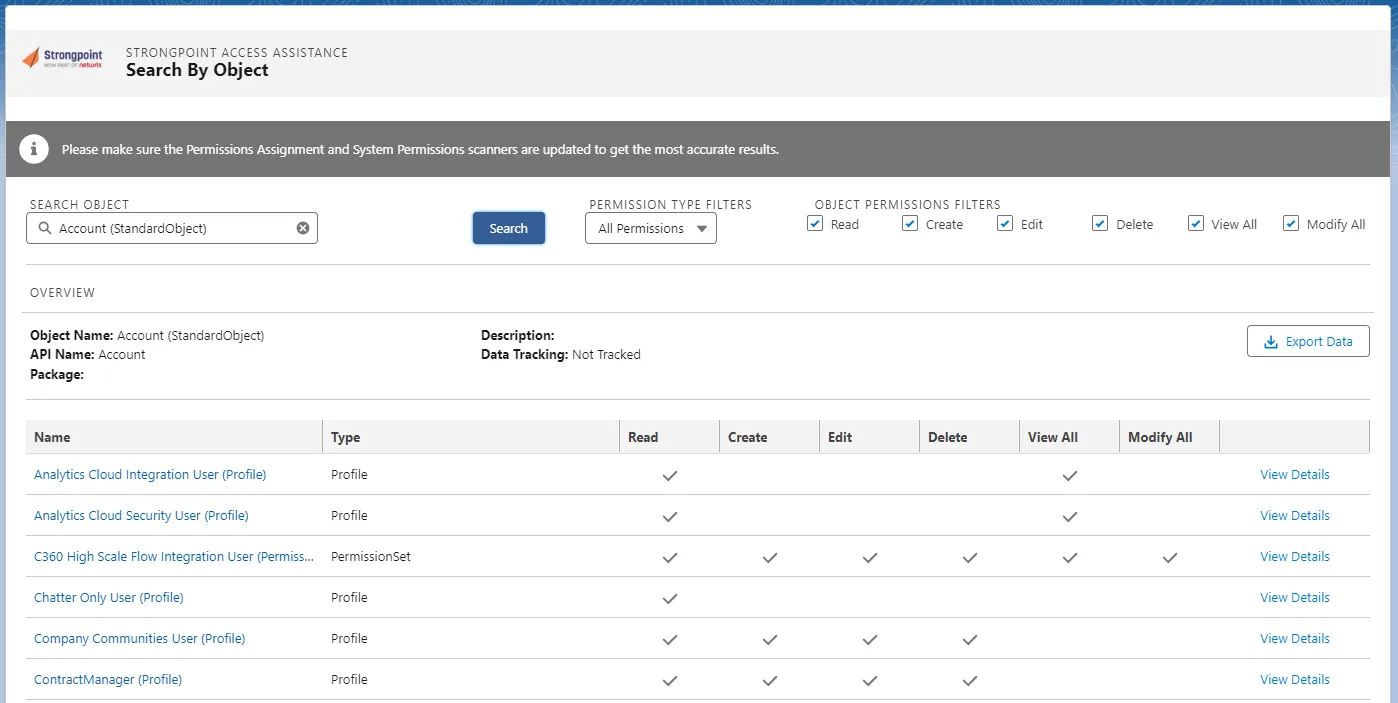 Strongpoint
NOW PART OF netwrix
STRONGPOINT ACCESS ASSISTANCE
Search By Object
Please make sure the Permissions Assignment and System Permissions scanners are updated to get the most accurate results.
SEARCH OBJECT
Account (StandardObject)
Search
PERMISSION TYPE FILTERS
All Permissions
OBJECT PERMISSIONS FILTERS
Read Create Edit Delete View All Modify All
OVERVIEW
Object Name: Account (StandardObject)
API Name: Account
Package:
Description:
Data Tracking: Not Tracked
Export Data
Name Type Read Create Edit Delete View All Modify All
Analytics Cloud Integration User (Profile) Profile View Details
Analytics Cloud Security User (Profile) Profile View Details
C360 High Scale Flow Integration User (Permiss... PermissionSet View Details
Chatter Only User (Profile) Profile View Details
Company Communities User (Profile) Profile View Details
ContractManager (Profile) Profile View Details